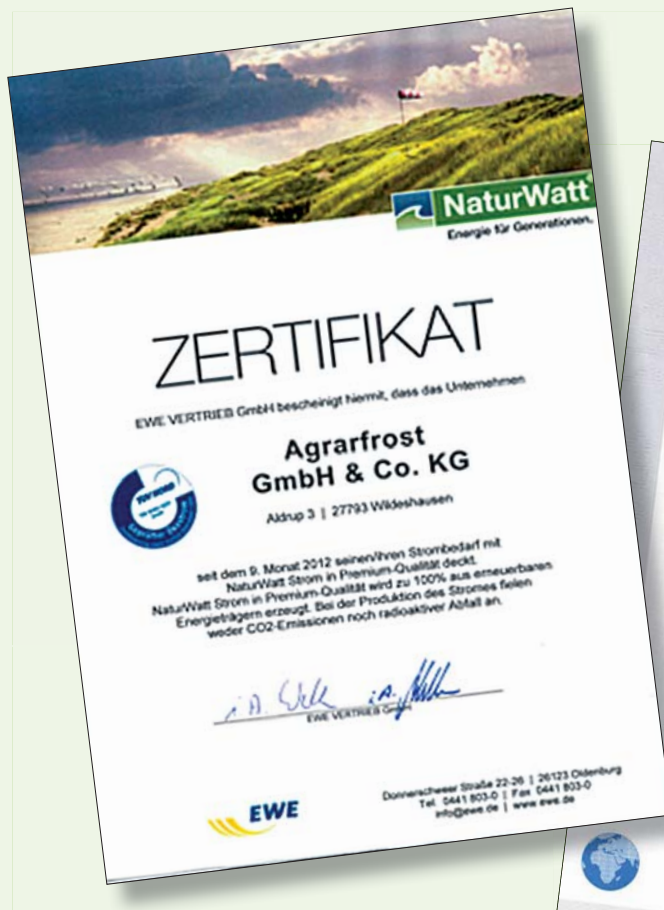 NaturWatt
Energie für Generationen.
ZERTIFIKAT
EWE VERTRIEB GmbH bescheinigt hiermit, dass das Unternehmen
Agrarfrost
GmbH & Co. KG
Aldrup 3 | 27793 Wildeshausen
TÜV NORD
seit dem 9. Monat 2012 seinen/ihren Strombedarf mit
NaturWatt Strom in Premium-Qualität deckt.
NaturWatt Strom in Premium-Qualität wird zu 100% aus erneuerbaren
Energieträgern erzeugt. Bei der Produktion des Stromes fielen
weder CO2-Emissionen noch radioaktiver Abfall an.
i.A. i.A.
EWE VERTRIEB GmbH
EWE
Donnerschweer Straße 22-26 | 26123 Oldenburg
Tel. 0441 803-0 | Fax 0441 803-0
info@ewe.de | www.ewe.de